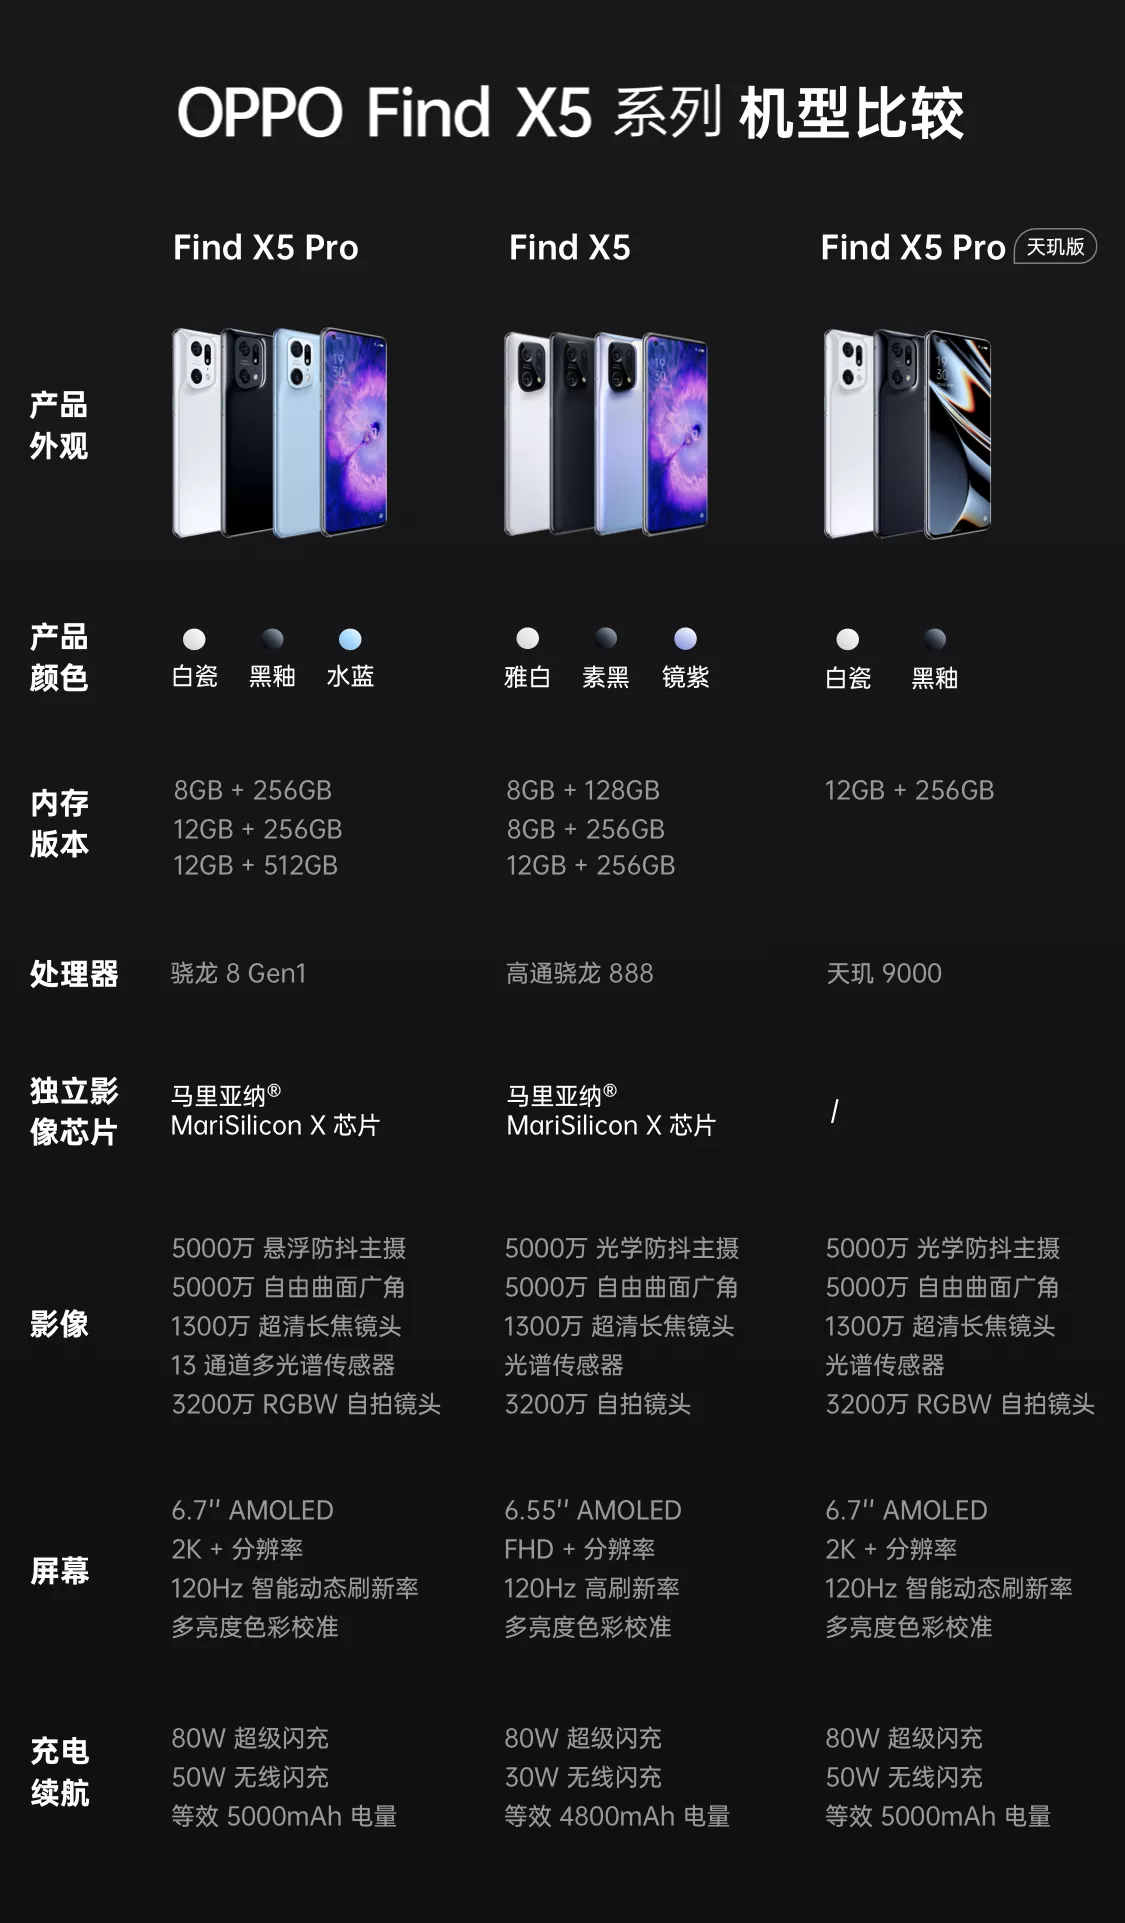 OPPO Find X5 系列 机型比较
Find X5 Pro
Find X5
Find X5 Pro 天玑版
产品
外观
产品
颜色
白瓷 黑釉 水蓝
雅白 素黑 镜紫
白瓷 黑釉
内存
版本
8GB + 256GB
12GB + 256GB
12GB + 512GB
8GB + 128GB
8GB + 256GB
12GB + 256GB
12GB + 256GB
处理器
骁龙 8 Gen1
高通骁龙 888
天玑 9000
独立影
像芯片
马里亚纳®
MariSilicon X 芯片
马里亚纳®
MariSilicon X 芯片
/
影像
5000万 悬浮防抖主摄
5000万 自由曲面广角
1300万 超清长焦镜头
13 通道多光谱传感器
3200万 RGBW 自拍镜头
5000万 光学防抖主摄
5000万 自由曲面广角
1300万 超清长焦镜头
光谱传感器
3200万 自拍镜头
5000万 光学防抖主摄
5000万 自由曲面广角
1300万 超清长焦镜头
光谱传感器
3200万 RGBW 自拍镜头
屏幕
6.7'' AMOLED
2K + 分辨率
120Hz 智能动态刷新率
多亮度色彩校准
6.55'' AMOLED
FHD + 分辨率
120Hz 高刷新率
多亮度色彩校准
6.7'' AMOLED
2K + 分辨率
120Hz 智能动态刷新率
多亮度色彩校准
充电
续航
80W 超级闪充
50W 无线闪充
等效 5000mAh 电量
80W 超级闪充
30W 无线闪充
等效 4800mAh 电量
80W 超级闪充
50W 无线闪充
等效 5000mAh 电量